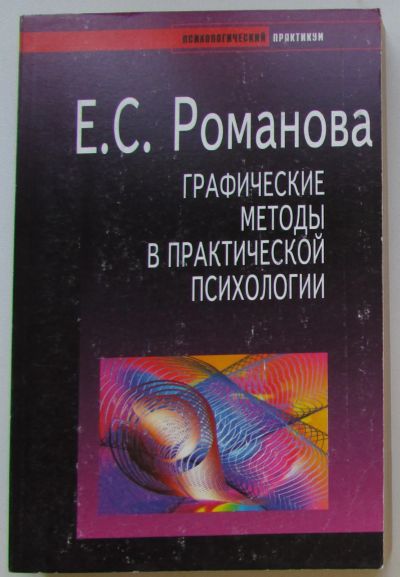 ПСИХОЛОГИЧЕСКИЙ ПРАКТИКУМ
Е.С. Романова
ГРАФИЧЕСКИЕ
МЕТОДЫ
В ПРАКТИЧЕСКОЙ
ПСИХОЛОГИИ